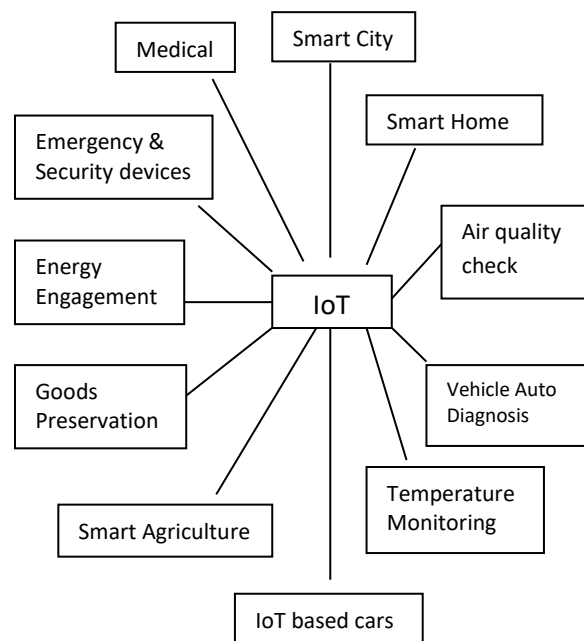 Smart City
Medical
Smart Home
Emergency &
Security devices
Air quality
check
Energy
Engagement
IoT
Goods
Preservation
Vehicle Auto
Diagnosis
Temperature
Monitoring
Smart Agriculture
IoT based cars